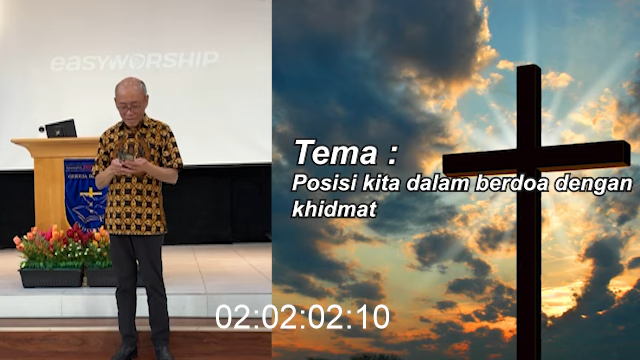 easyworship
Tema :
Posisi kita dalam berdoa dengan
khidmat
02:02:02:10